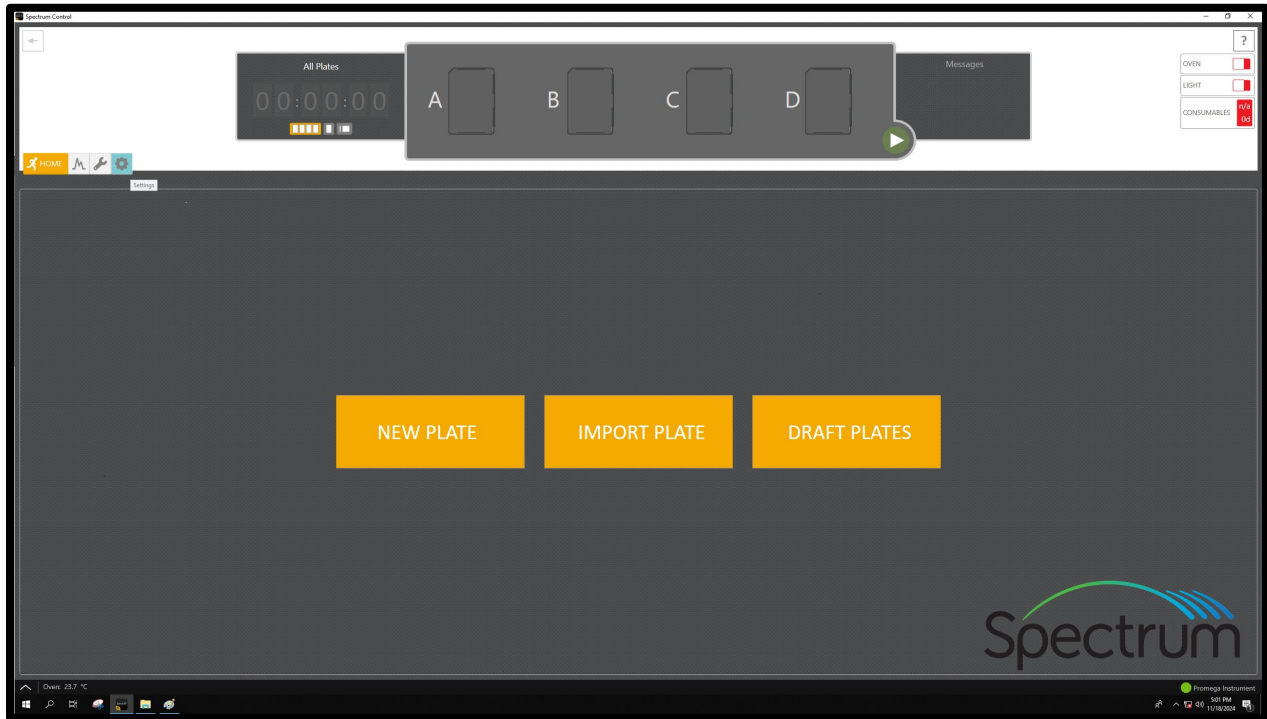 Spectrum Control
?
All Plates
00:00:00
A
B
C
D
Messages
OVEN
LIGHT
CONSUMABLES
n/a
0d
HOME
Settings
NEW PLATE
IMPORT PLATE
DRAFT PLATES
Spectrum
Oven: 23.7 °C
Promega Instrument
5:01 PM
11/18/2024